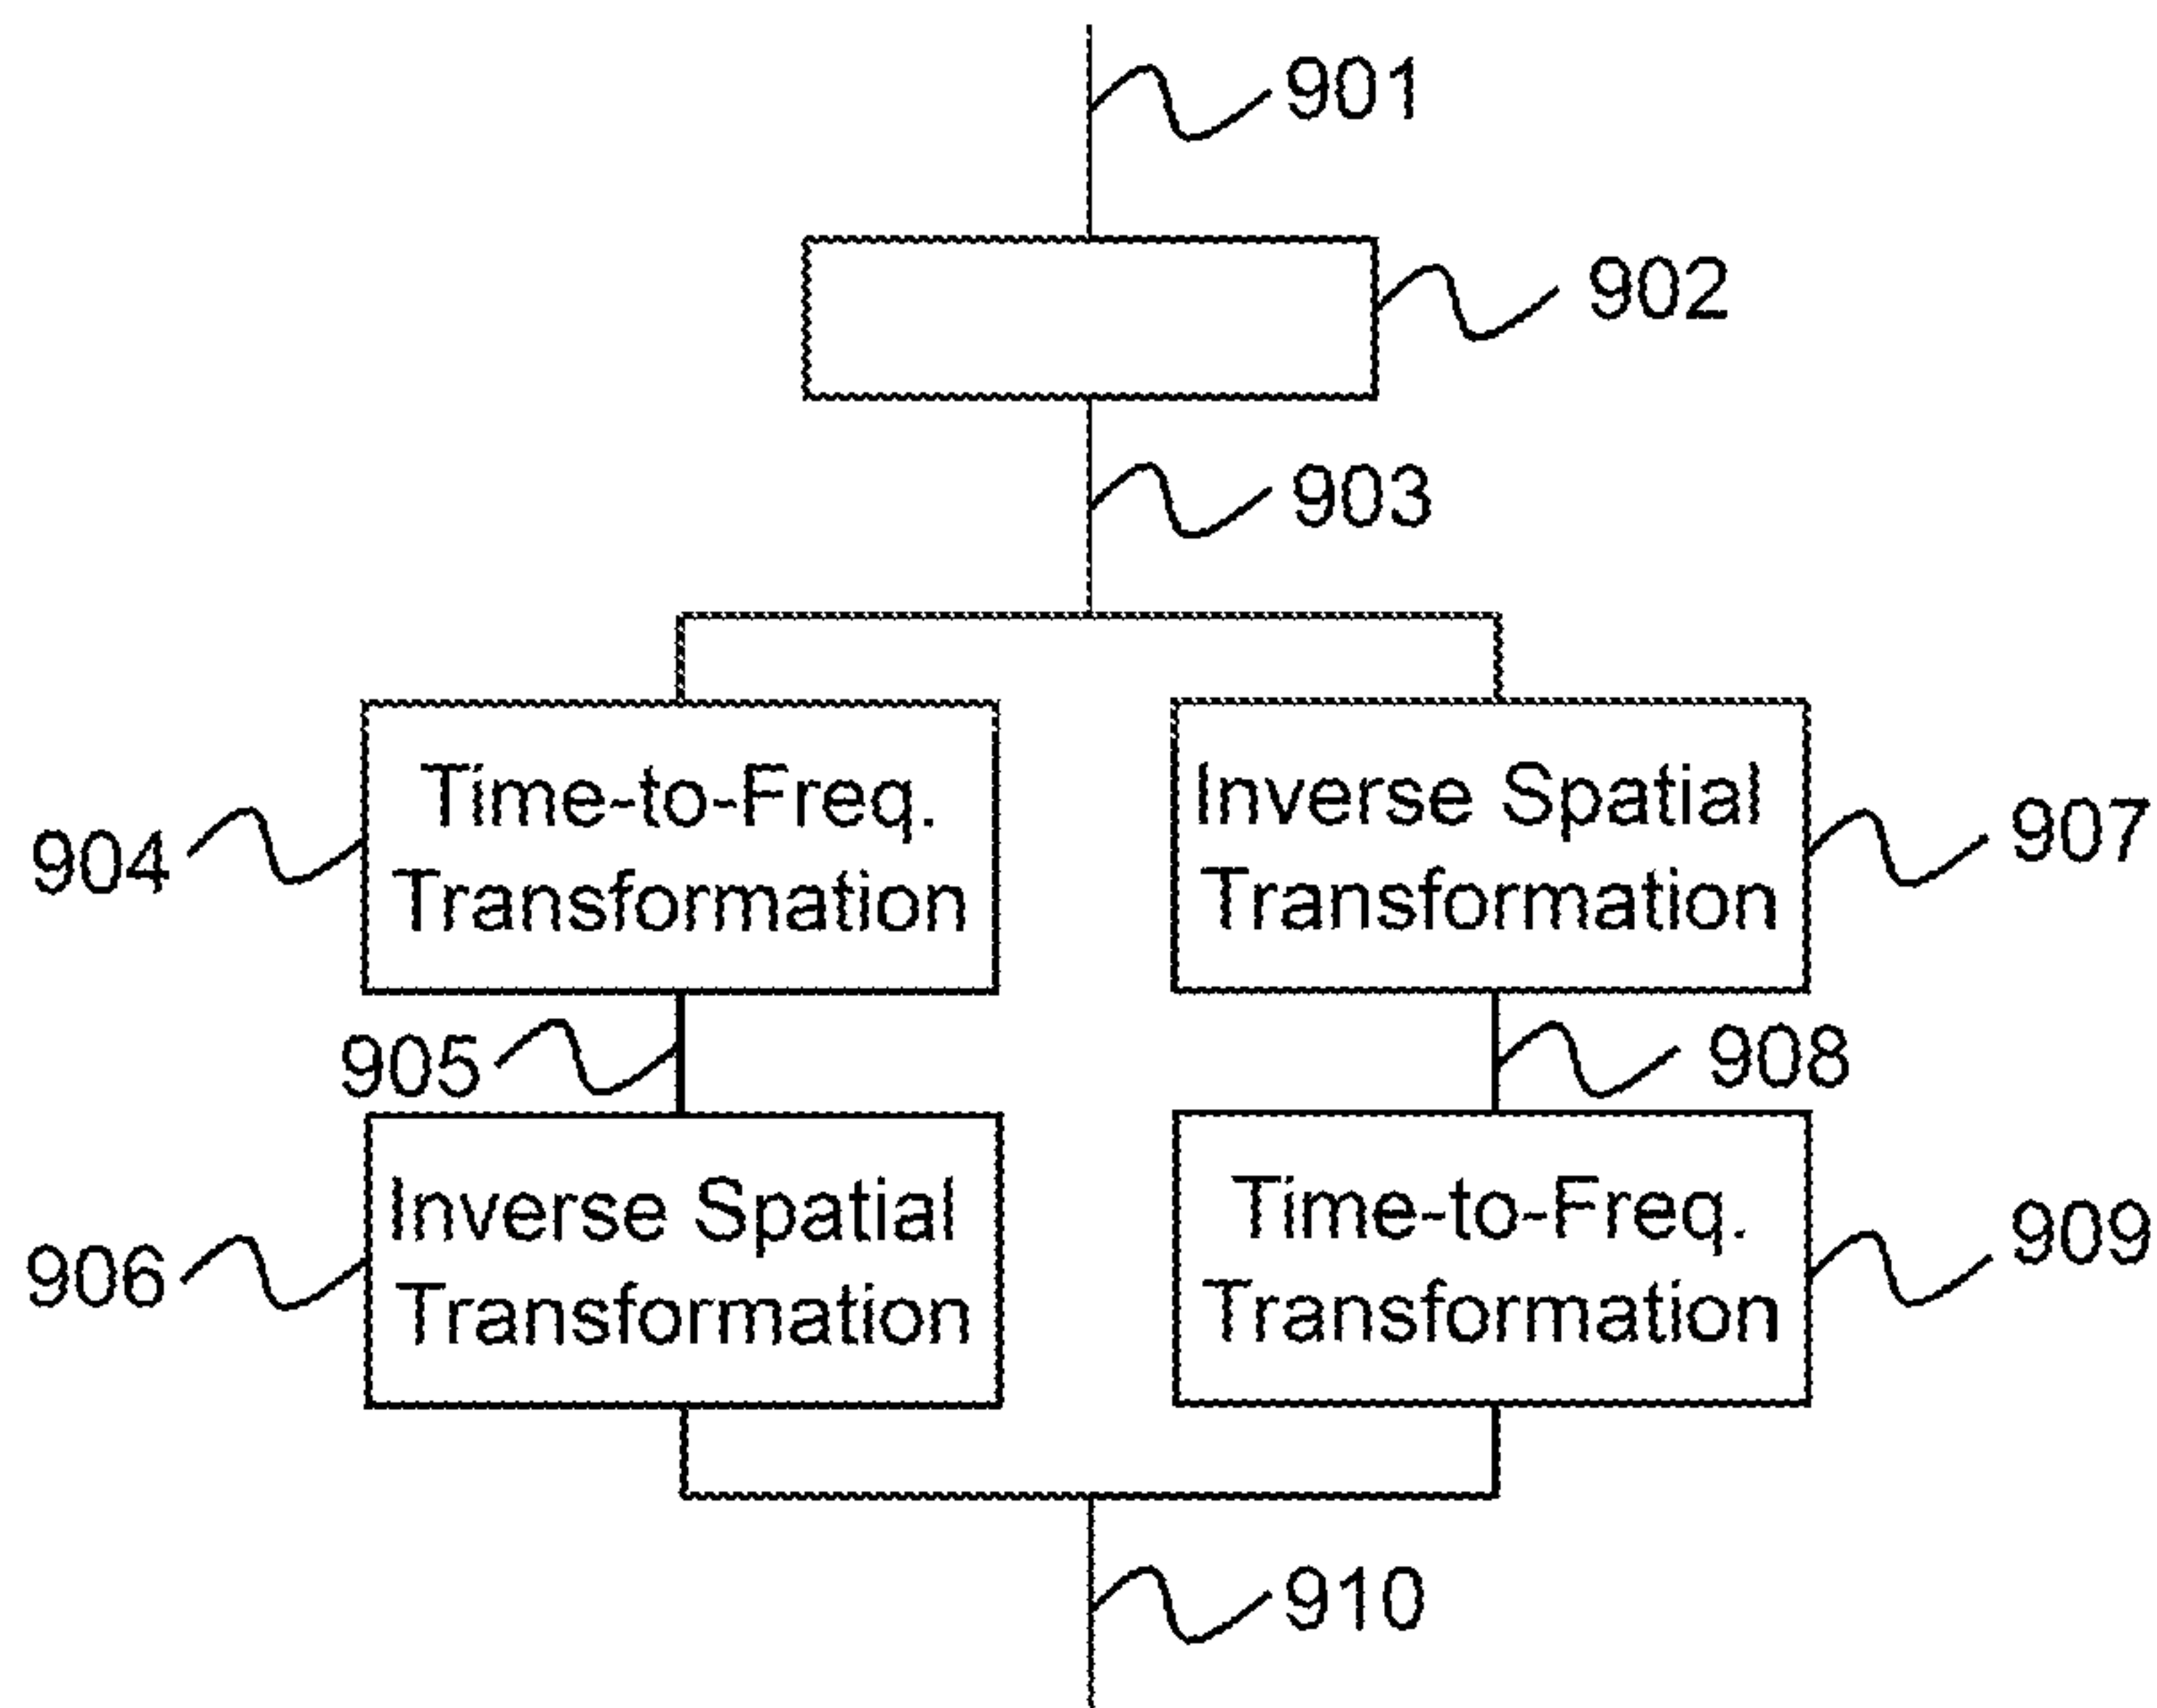 901
902
903
Time-to-Freq.
Transformation
904
Inverse Spatial
Transformation
907
905
908
Inverse Spatial
Transformation
906
Time-to-Freq.
Transformation
909
910